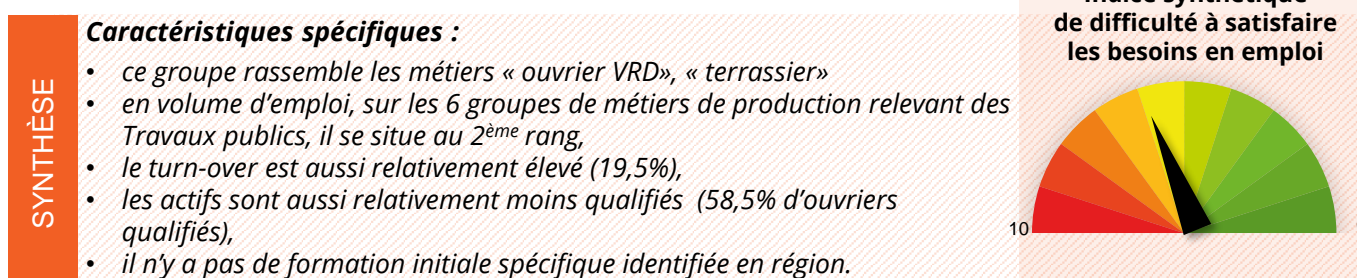 SYNTHÈSE
Caractéristiques spécifiques :
• ce groupe rassemble les métiers « ouvrier VRD», « terrassier»
• en volume d’emploi, sur les 6 groupes de métiers de production relevant des
Travaux publics, il se situe au 2ème rang,
• le turn-over est aussi relativement élevé (19,5%),
• les actifs sont aussi relativement moins qualifiés (58,5% d’ouvriers
qualifiés),
• il n’y a pas de formation initiale spécifique identifiée en région.
Indice synthétique
de difficulté à satisfaire
les besoins en emploi
10